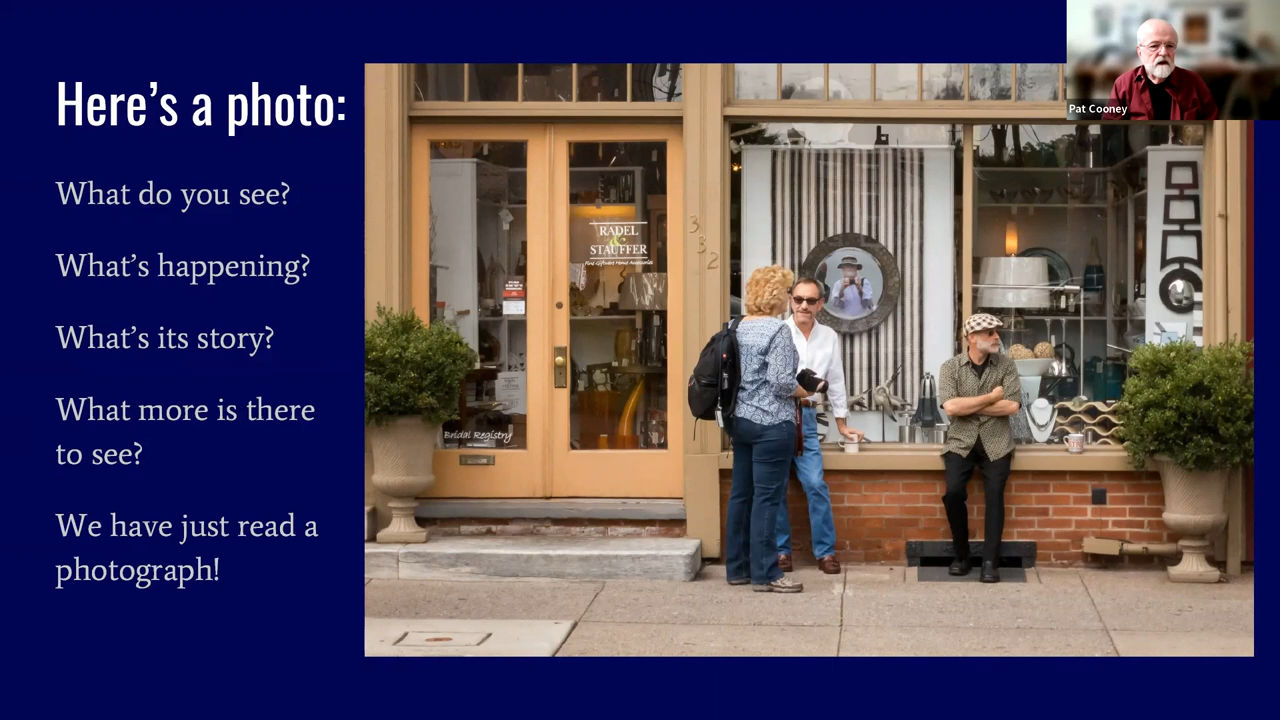 Here's a photo:
What do you see?
What's happening?
What's its story?
What more is there
to see?
We have just read a
photograph!
RADEL
&
STAUFFER
332
Bridal Registry
Pat Cooney